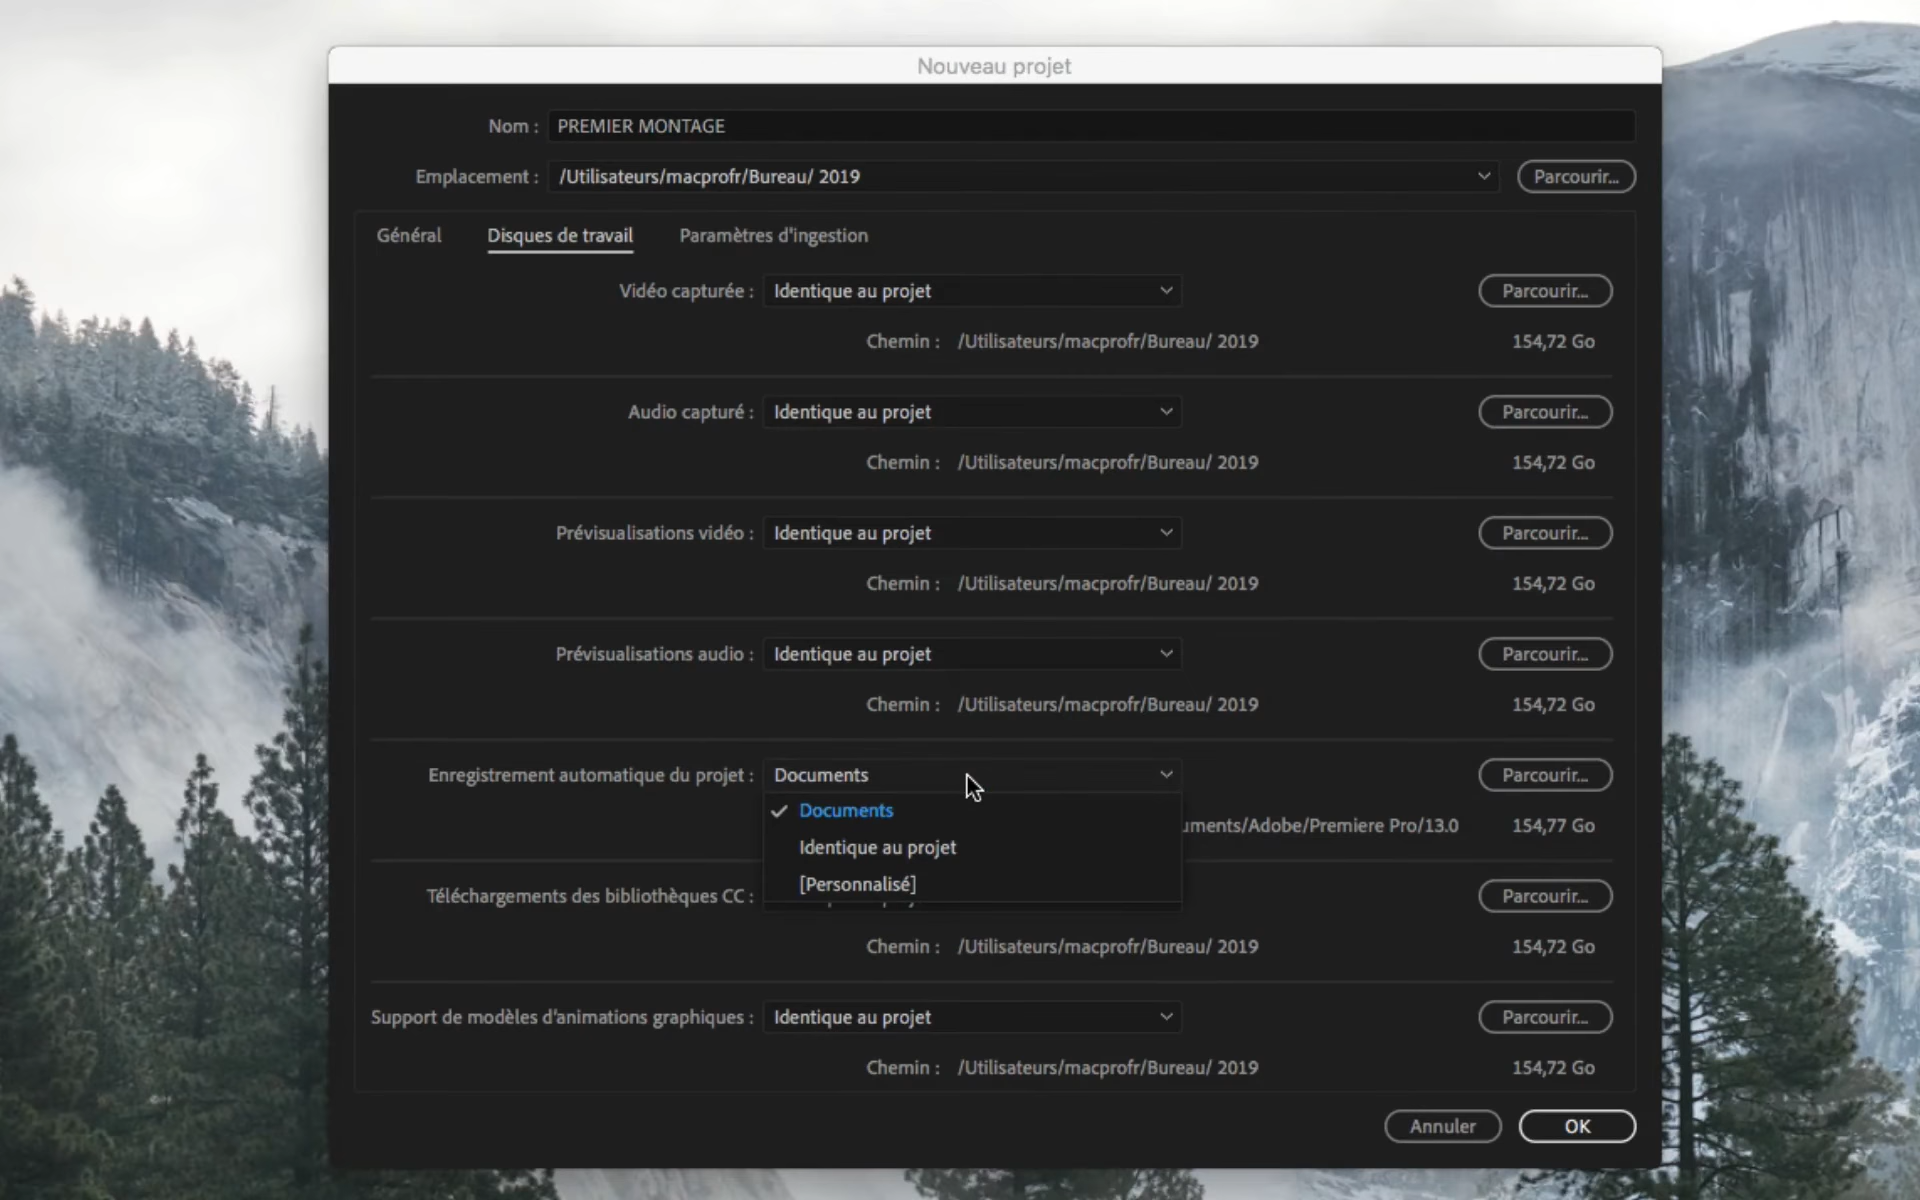 Nouveau projet
Nom : PREMIER MONTAGE
Emplacement : /Utilisateurs/macprofr/Bureau/ 2019 Parcourir...
Général Disques de travail Paramètres d'ingestion
Vidéo capturée : Identique au projet Parcourir...
Chemin : /Utilisateurs/macprofr/Bureau/ 2019 154,72 Go
Audio capturé : Identique au projet Parcourir...
Chemin : /Utilisateurs/macprofr/Bureau/ 2019 154,72 Go
Prévisualisations vidéo : Identique au projet Parcourir...
Chemin : /Utilisateurs/macprofr/Bureau/ 2019 154,72 Go
Prévisualisations audio : Identique au projet Parcourir...
Chemin : /Utilisateurs/macprofr/Bureau/ 2019 154,72 Go
Enregistrement automatique du projet : Documents Parcourir...
Documents
uments/Adobe/Premiere Pro/13.0 154,77 Go
Identique au projet
[Personnalisé]
Téléchargements des bibliothèques CC : Parcourir...
Chemin : /Utilisateurs/macprofr/Bureau/ 2019 154,72 Go
Support de modèles d'animations graphiques : Identique au projet Parcourir...
Chemin : /Utilisateurs/macprofr/Bureau/ 2019 154,72 Go
Annuler OK